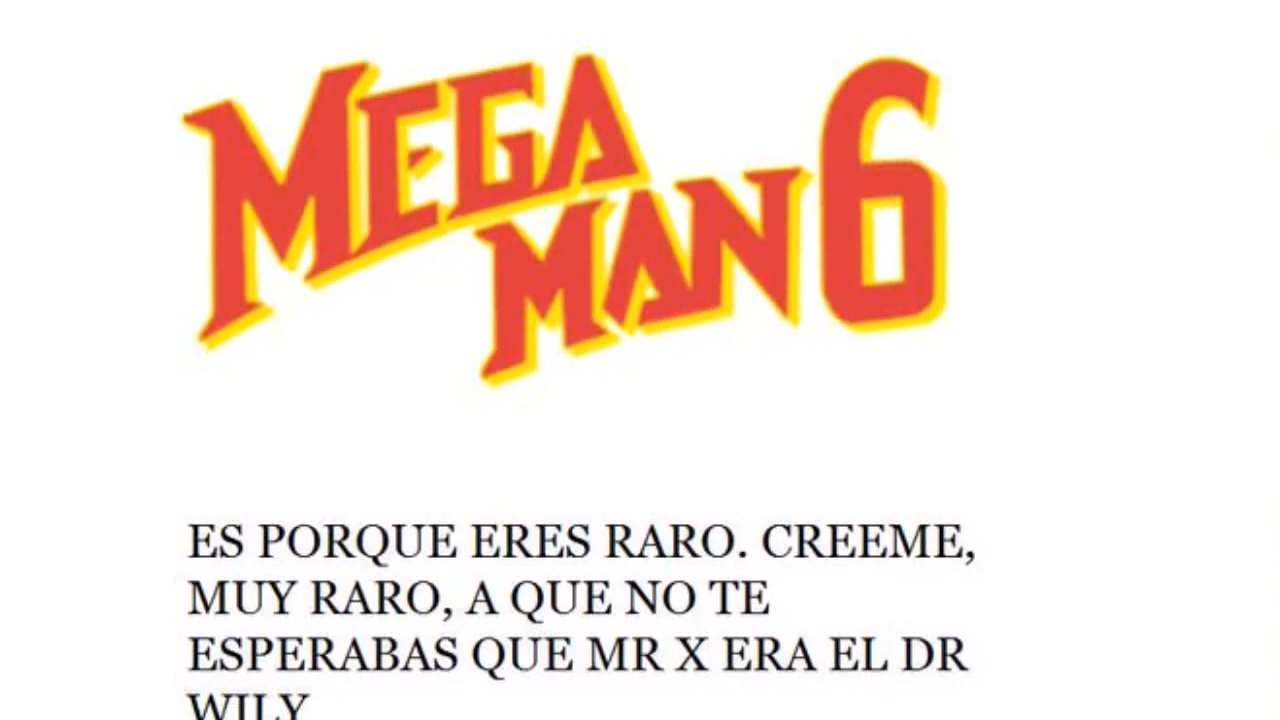 MEGA
MAN 6
ES PORQUE ERES RARO. CREEME,
MUY RARO, A QUE NO TE
ESPERABAS QUE MR X ERA EL DR
WILY